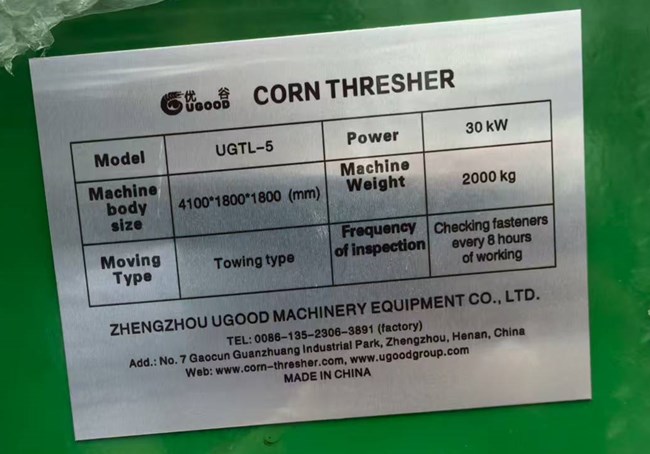 优谷
UGOOD
CORN THRESHER
Model UGTL-5 Power 30 kW
Machine body size 4100*1800*1800 (mm) Machine Weight 2000 kg
Moving Type Towing type Frequency of inspection Checking fasteners every 8 hours of working
ZHENGZHOU UGOOD MACHINERY EQUIPMENT CO., LTD.
TEL: 0086-135-2306-3891 (factory)
Add.: No. 7 Gaocun Guanzhuang Industrial Park, Zhengzhou, Henan, China
Web: www.corn-thresher.com, www.ugoodgroup.com
MADE IN CHINA